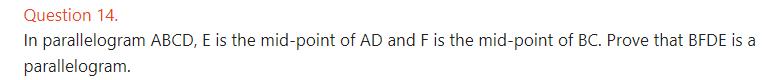 Question 14.
In parallelogram ABCD, E is the mid-point of AD and F is the mid-point of BC. Prove that BFDE is a
parallelogram.